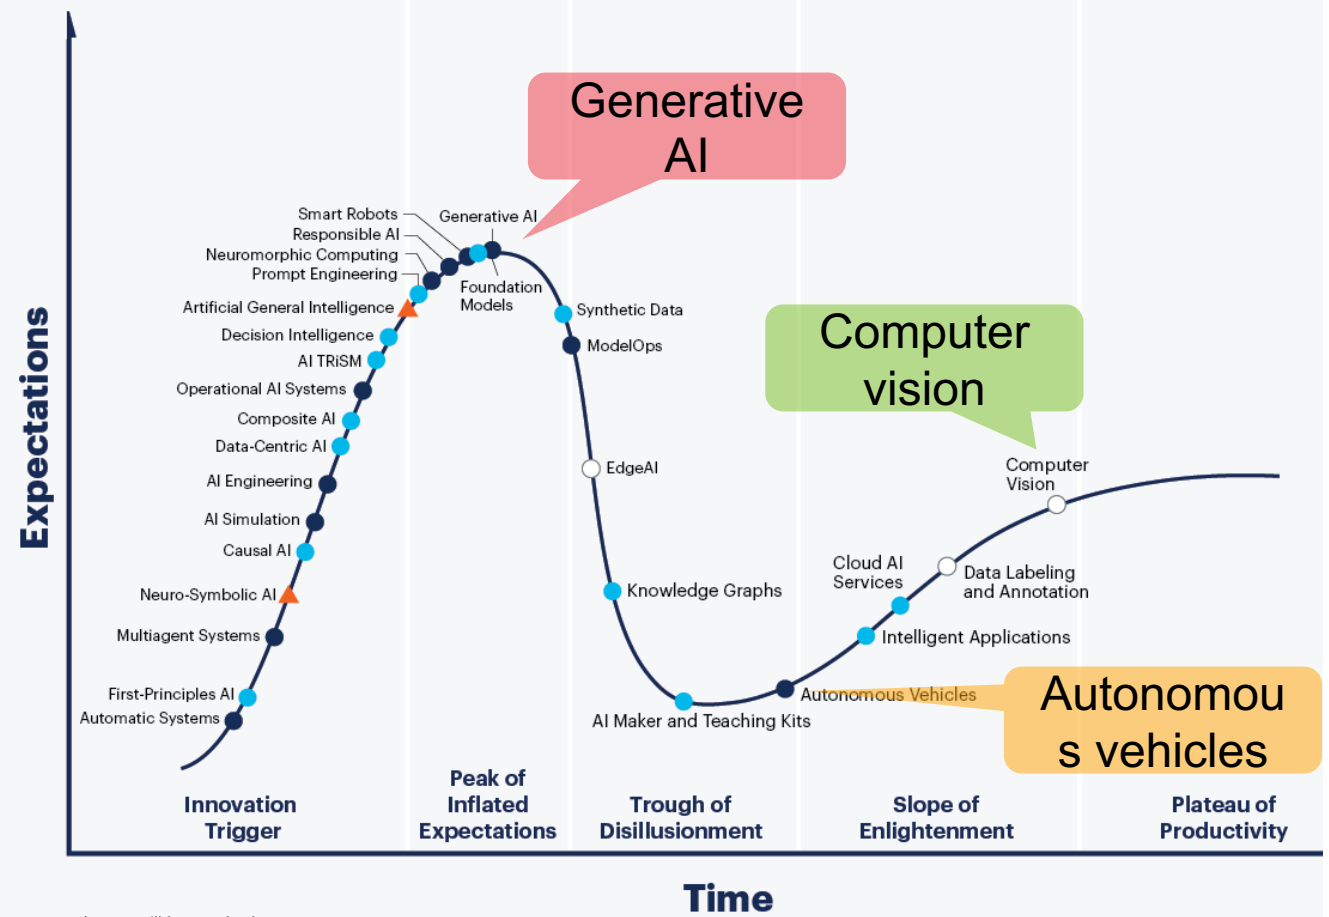 Generative
AI
Smart Robots
Generative AI
Responsible AI
Neuromorphic Computing
Prompt Engineering
Foundation
Models
Artificial General Intelligence
Synthetic Data
Decision Intelligence
ModelOps
AI TRiSM
Operational AI Systems
Composite AI
Data-Centric AI
EdgeAI
AI Engineering
AI Simulation
Causal AI
Neuro-Symbolic AI
Knowledge Graphs
Multiagent Systems
First-Principles AI
Automatic Systems
AI Maker and Teaching Kits
Computer
vision
Computer
Vision
Cloud AI
Services
Data Labeling
and Annotation
Intelligent Applications
Autonomous Vehicles
Autonomou
s vehicles
Expectations
Innovation
Trigger
Peak of
Inflated
Expectations
Trough of
Disillusionment
Slope of
Enlightenment
Plateau of
Productivity
Time